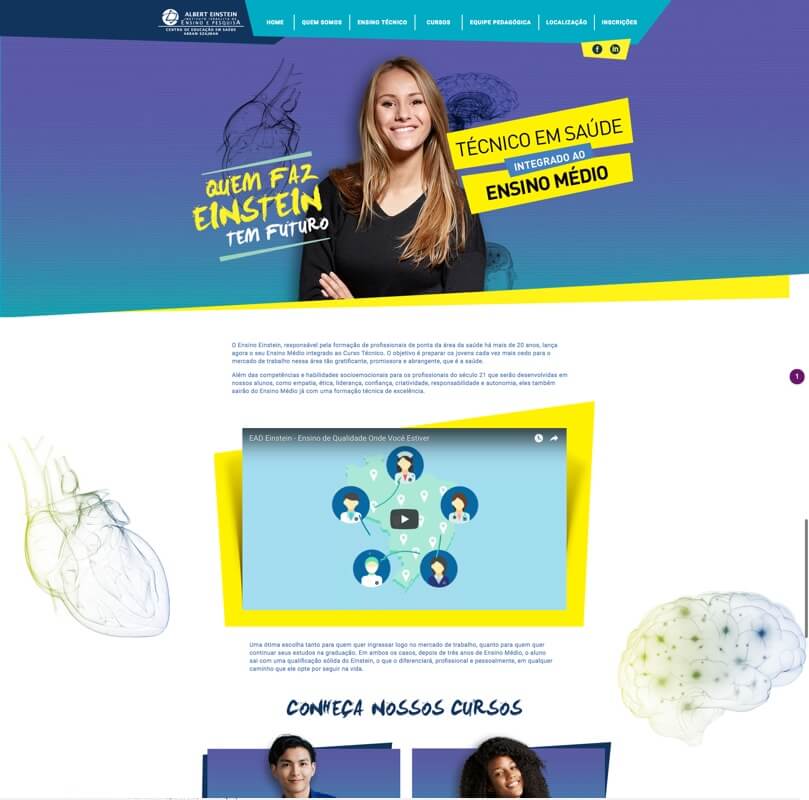 ALBERT EINSTEIN
INSTITUTO ISRAELITA DE
ENSINO E PESQUISA
CENTRO DE EDUCAÇÃO EM SAÚDE
ABRAM SZAJMAN
HOME
QUEM SOMOS
ENSINO TÉCNICO
CURSOS
EQUIPE PEDAGÓGICA
LOCALIZAÇÃO
INSCRIÇÕES
f
in
QUEM FAZ
EINSTEIN
TEM FUTURO
TÉCNICO EM SAÚDE
INTEGRADO AO
ENSINO MÉDIO
O Ensino Einstein, responsável pela formação de profissionais de ponta da área da saúde há mais de 20 anos, lança
agora o seu Ensino Médio integrado ao Curso Técnico. O objetivo é preparar os jovens cada vez mais cedo para o
mercado de trabalho nessa área tão gratificante, promissora e abrangente, que é a saúde.
Além das competências e habilidades socioemocionais para os profissionais do século 21 que serão desenvolvidas em
nossos alunos, como empatia, ética, liderança, confiança, criatividade, responsabilidade e autonomia, eles também
sairão do Ensino Médio já com uma formação técnica de excelência.
1
EAD Einstein - Ensino de Qualidade Onde Você Estiver
Uma ótima escolha tanto para quem quer ingressar logo no mercado de trabalho, quanto para quem quer
continuar seus estudos na graduação. Em ambos os casos, depois de três anos de Ensino Médio, o aluno
sai com uma qualificação sólida do Einstein, o que o diferenciará, profissional e pessoalmente, em qualquer
caminho que ele opte por seguir na vida.
CONHEÇA NOSSOS CURSOS